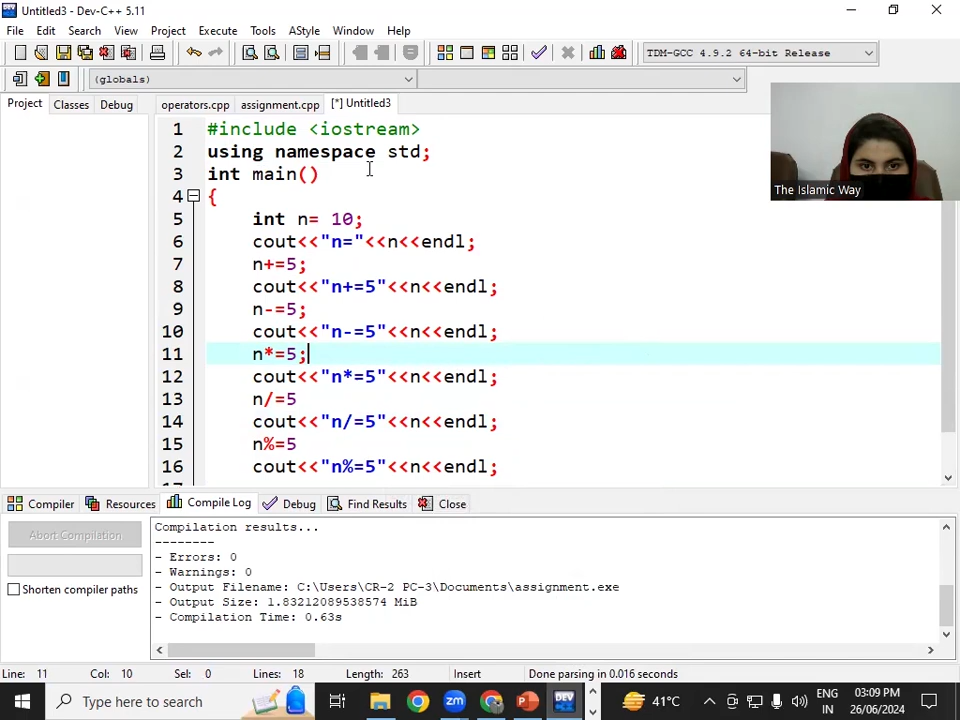 Untitled3 - Dev-C++ 5.11
File Edit Search View Project Execute Tools AStyle Window Help
TDM-GCC 4.9.2 64-bit Release
(globals)
Project Classes Debug operators.cpp assignment.cpp [*] Untitled3
1 #include <iostream>
2 using namespace std;
3 int main()
4 {
5 int n= 10;
6 cout<<"n="<<n<<endl;
7 n+=5;
8 cout<<"n+=5"<<n<<endl;
9 n-=5;
10 cout<<"n-=5"<<n<<endl;
11 n*=5;
12 cout<<"n*=5"<<n<<endl;
13 n/=5
14 cout<<"n/=5"<<n<<endl;
15 n%=5
16 cout<<"n%=5"<<n<<endl;
The Islamic Way
Compiler Resources Compile Log Debug Find Results Close
Abort Compilation
Shorten compiler paths
Compilation results...
--------
- Errors: 0
- Warnings: 0
- Output Filename: C:\Users\CR-2 PC-3\Documents\assignment.exe
- Output Size: 1.83212089538574 MiB
- Compilation Time: 0.63s
Line: 11 Col: 10 Sel: 0 Lines: 18 Length: 263 Insert Done parsing in 0.016 seconds
Type here to search
zm
DEV
41°C
ENG
IN
03:09 PM
26/06/2024